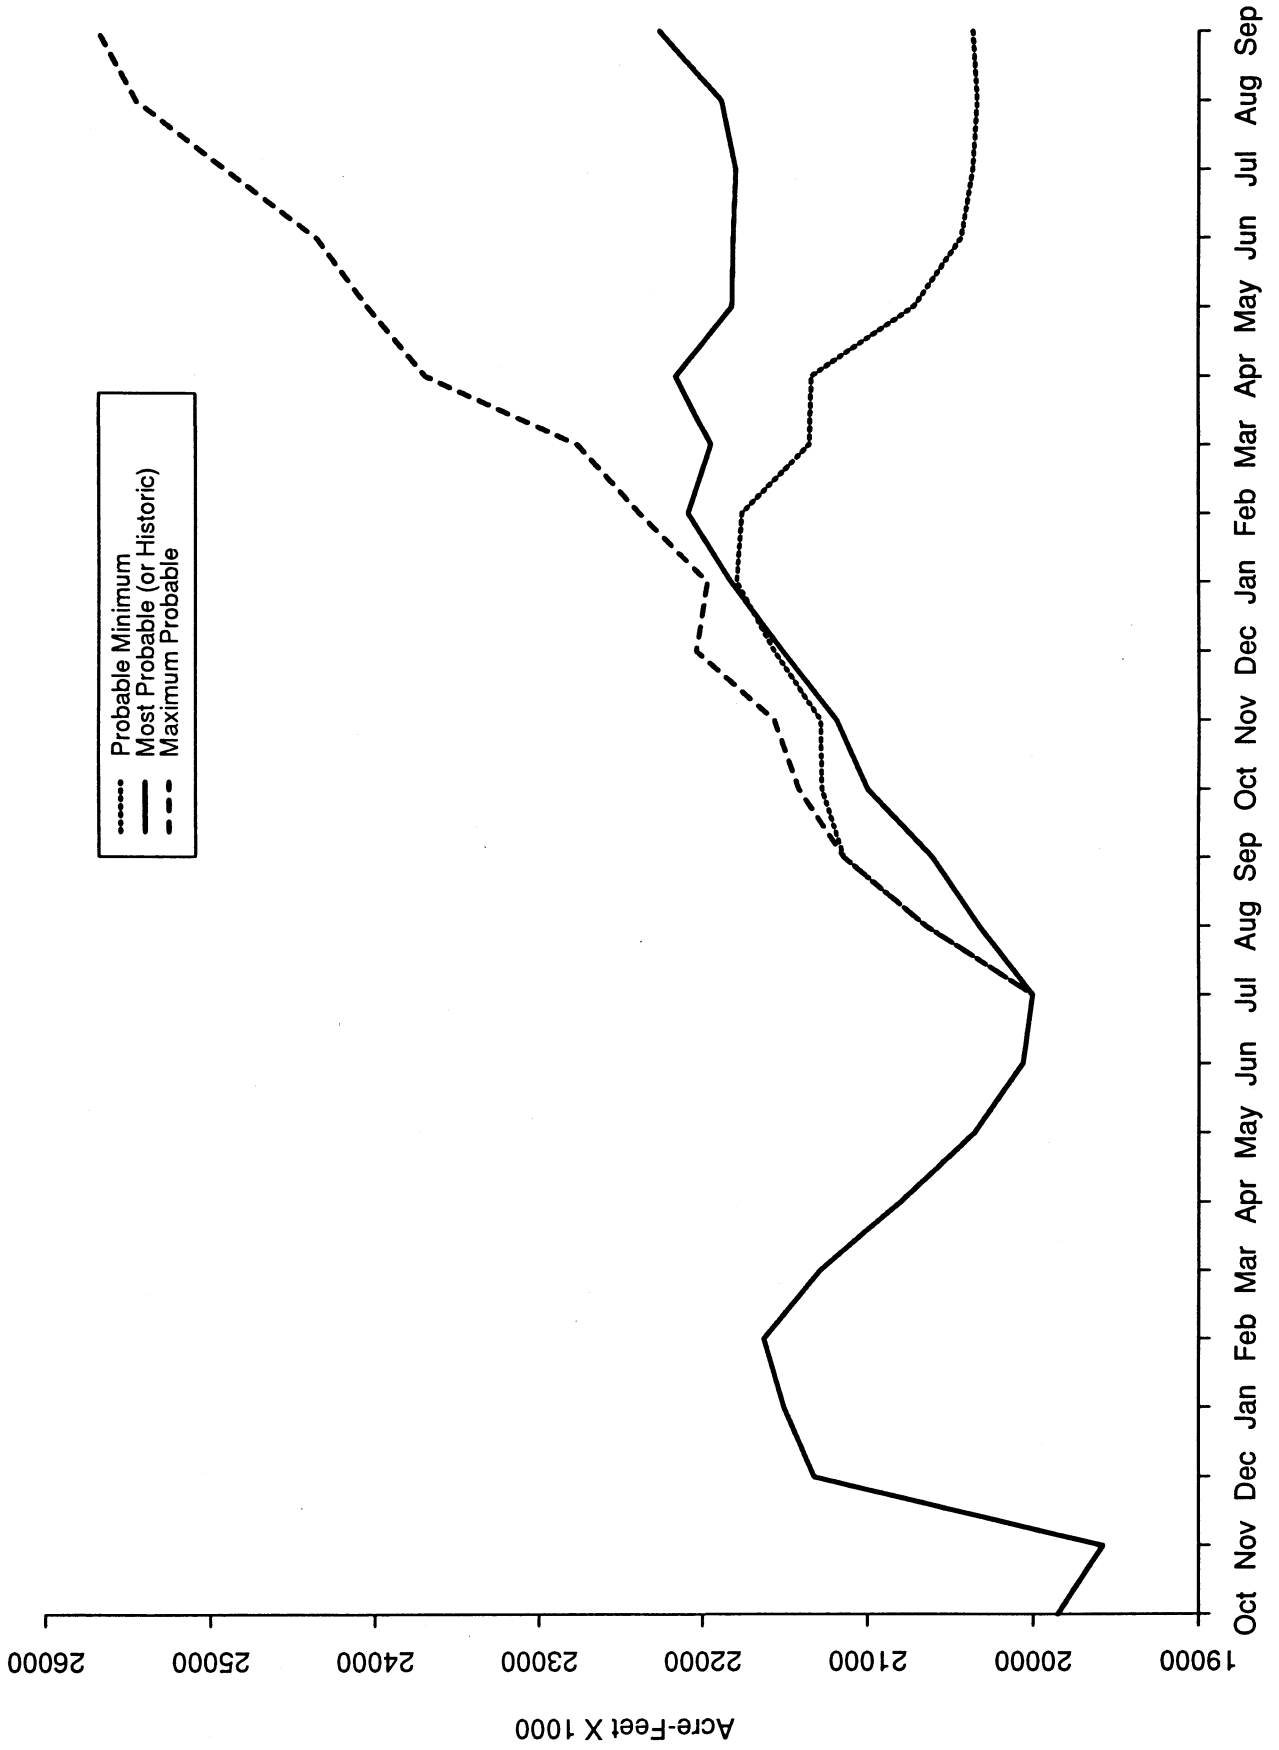 Probable Minimum
Most Probable (or Historic)
Maximum Probable
26000
25000
24000
23000
22000
21000
20000
19000
Acre-Feet X 1000
Oct Nov Dec Jan Feb Mar Apr May Jun Jul Aug Sep Oct Nov Dec Jan Feb Mar Apr May Jun Jul Aug Sep